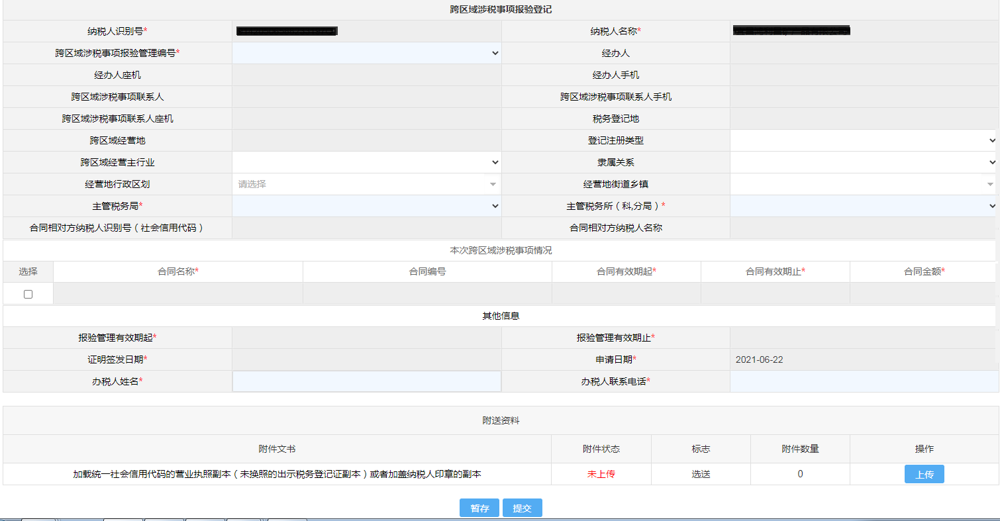 跨区域涉税事项报验登记
纳税人识别号* 纳税人名称*
跨区域涉税事项报验管理编号* 经办人
经办人座机 经办人手机
跨区域涉税事项联系人 跨区域涉税事项联系人手机
跨区域涉税事项联系人座机 税务登记地
跨区域经营地 登记注册类型
跨区域经营主行业 隶属关系
经营地行政区划 请选择 经营地街道乡镇
主管税务局* 主管税务所（科,分局）*
合同相对方纳税人识别号（社会信用代码） 合同相对方纳税人名称
本次跨区域涉税事项情况
选择 合同名称* 合同编号 合同有效期起* 合同有效期止* 合同金额*
其他信息
报验管理有效期起* 报验管理有效期止*
证明签发日期* 申请日期* 2021-06-22
办税人姓名* 办税人联系电话*
附送资料
附件文书 附件状态 标志 附件数量 操作
加载统一社会信用代码的营业执照副本（未换照的出示税务登记证副本）或者加盖纳税人印章的副本 未上传 选送 0 上传
暂存 提交